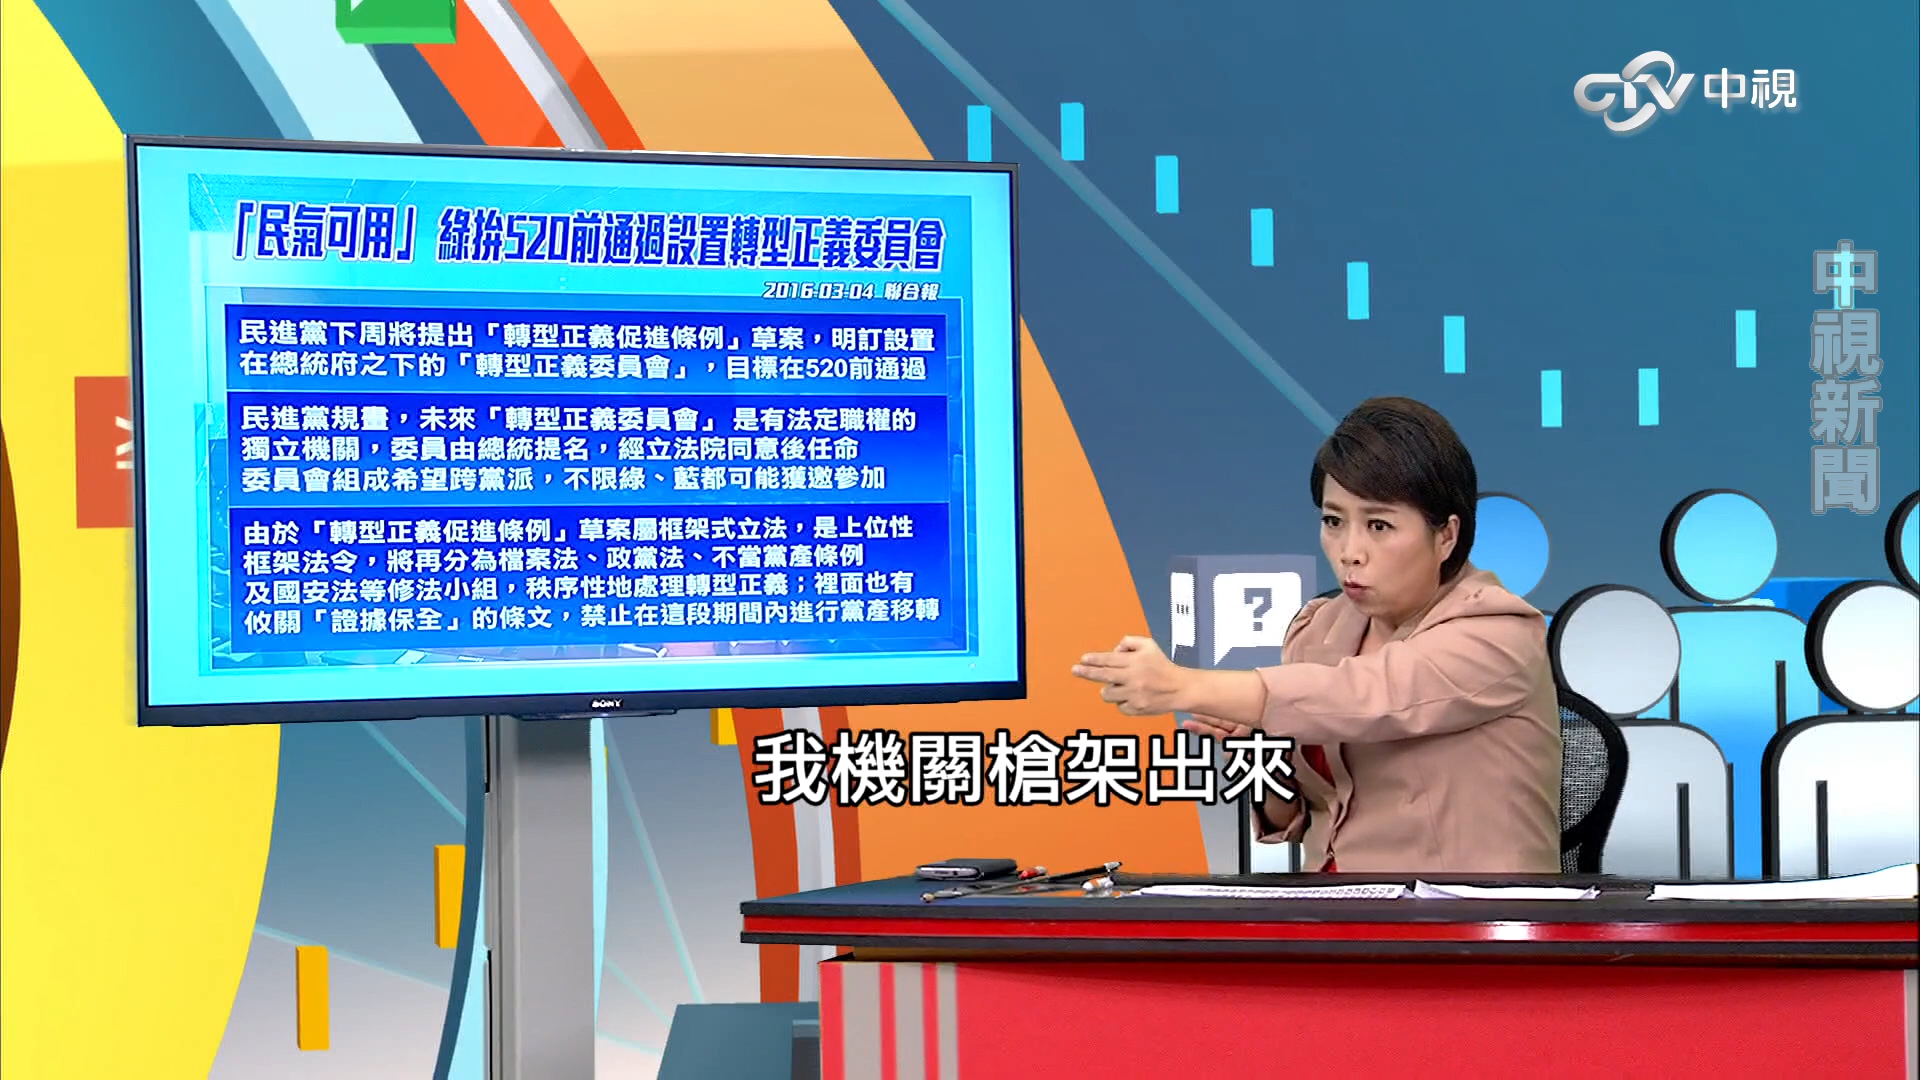 CTV 中視
中視新聞
「民氣可用」 綠拚520前通過設置轉型正義委員會
2016-03-04 聯合報
民進黨下周將提出「轉型正義促進條例」草案，明訂設置
在總統府之下的「轉型正義委員會」，目標在520前通過
民進黨規畫，未來「轉型正義委員會」是有法定職權的
獨立機關，委員由總統提名，經立法院同意後任命
委員會組成希望跨黨派，不限綠、藍都可能獲邀參加
由於「轉型正義促進條例」草案屬框架式立法，是上位性
框架法令，將再分為檔案法、政黨法、不當黨產條例
及國安法等修法小組，秩序性地處理轉型正義；裡面也有
攸關「證據保全」的條文，禁止在這段期間內進行黨產移轉
SONY
?
我機關槍架出來